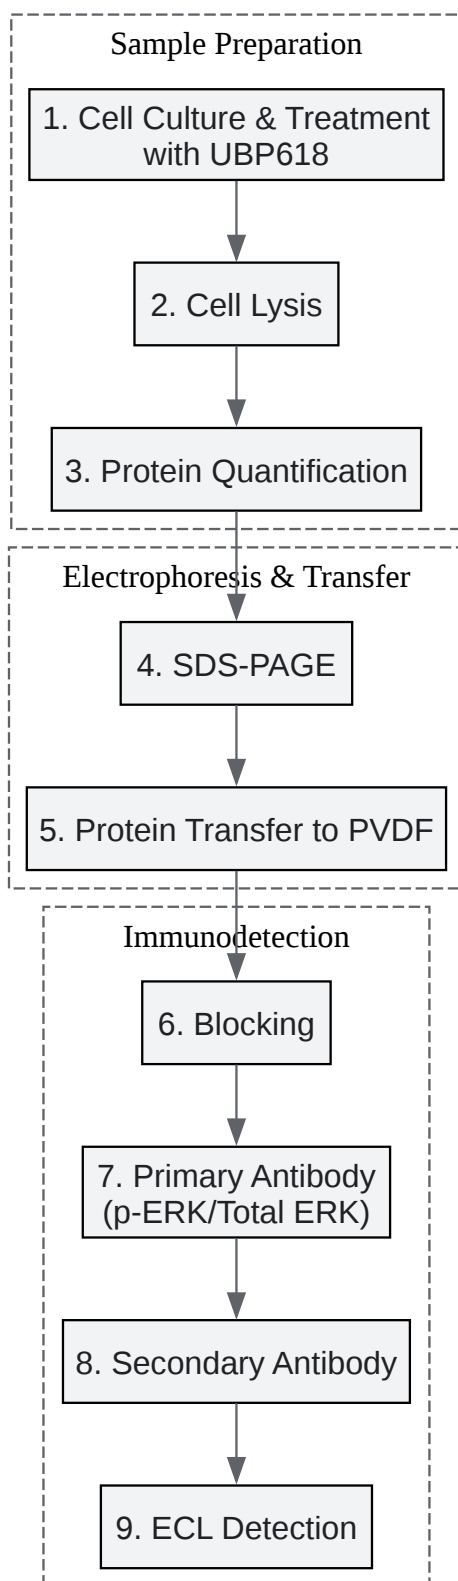 Sample Preparation
1. Cell Culture & Treatment
with UBP618
2. Cell Lysis
3. Protein Quantification
Electrophoresis & Transfer
4. SDS-PAGE
5. Protein Transfer to PVDF
Immunodetection
6. Blocking
7. Primary Antibody
(p-ERK/Total ERK)
8. Secondary Antibody
9. ECL Detection